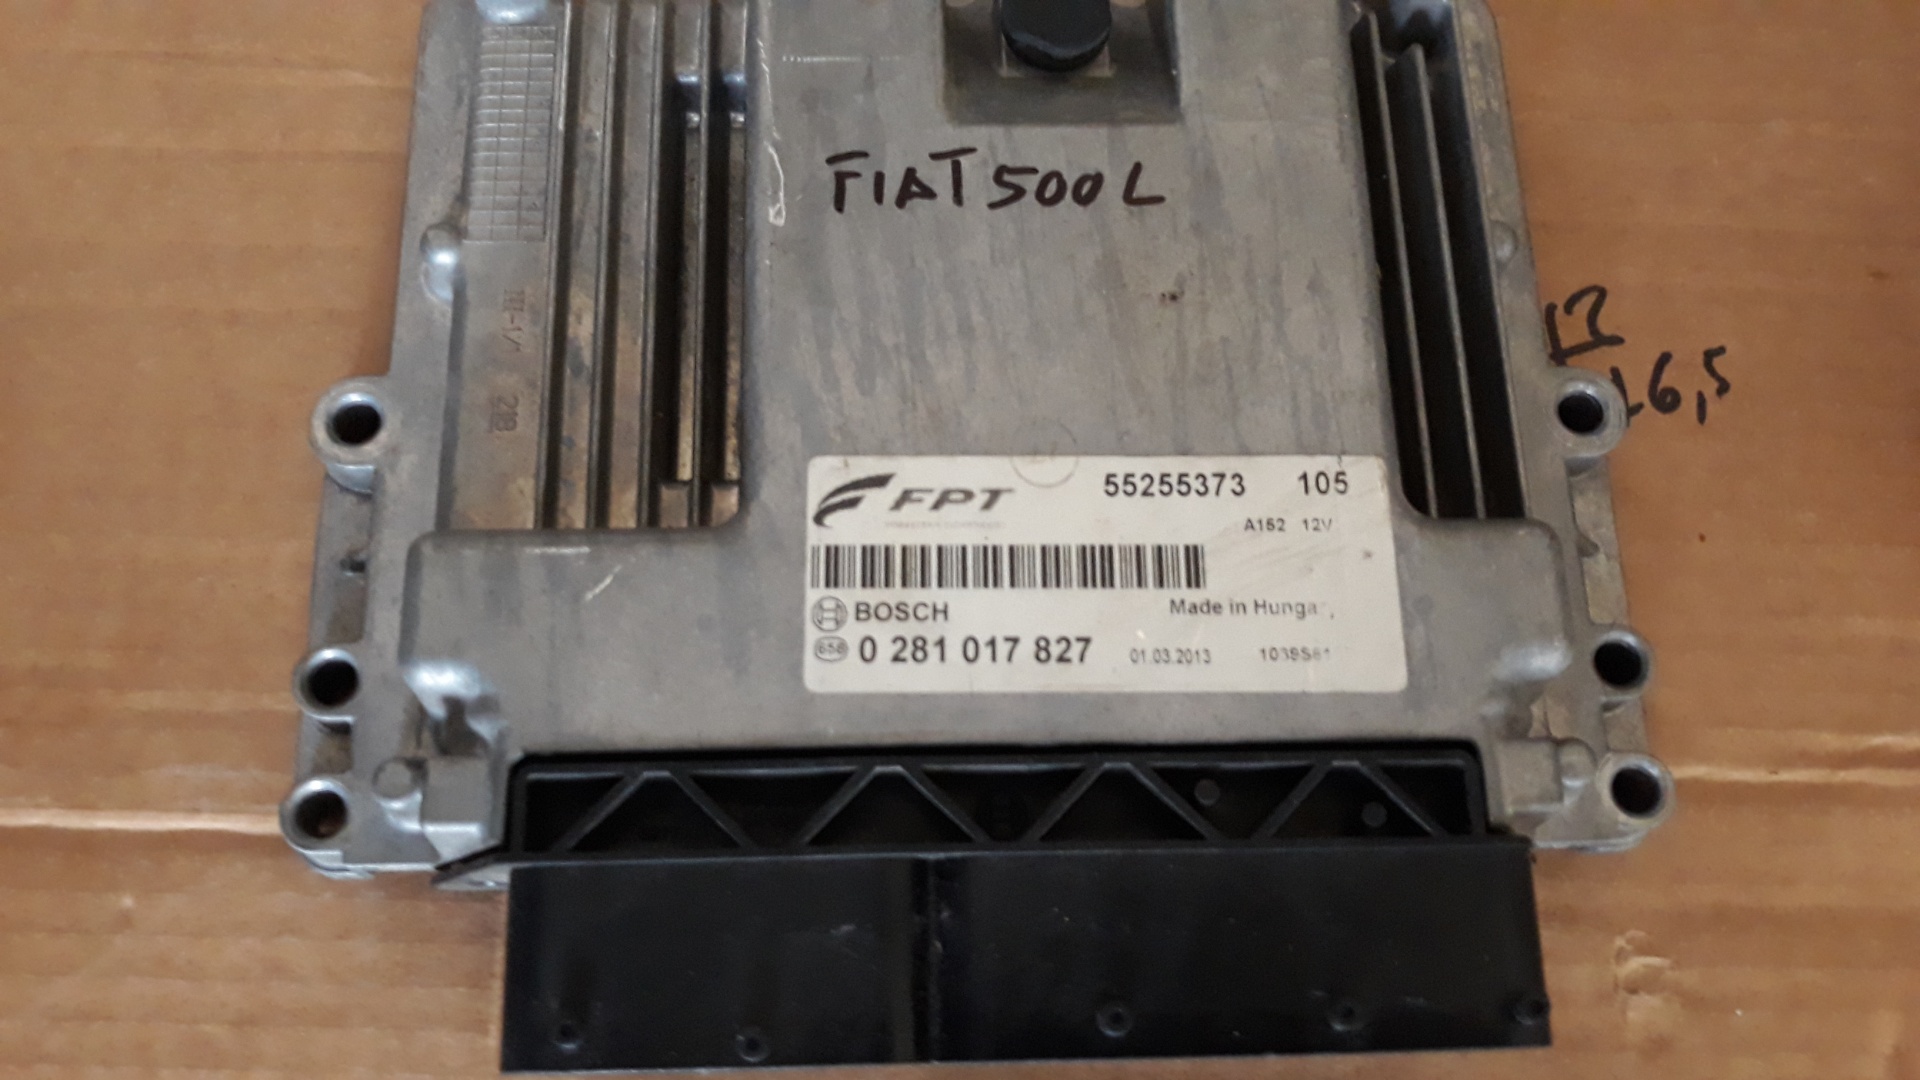 FIAT 500L
16,5
FPT
55255373 105
A152 12V
BOSCH
Made in Hunga
0 281 017 827
01.03.2013